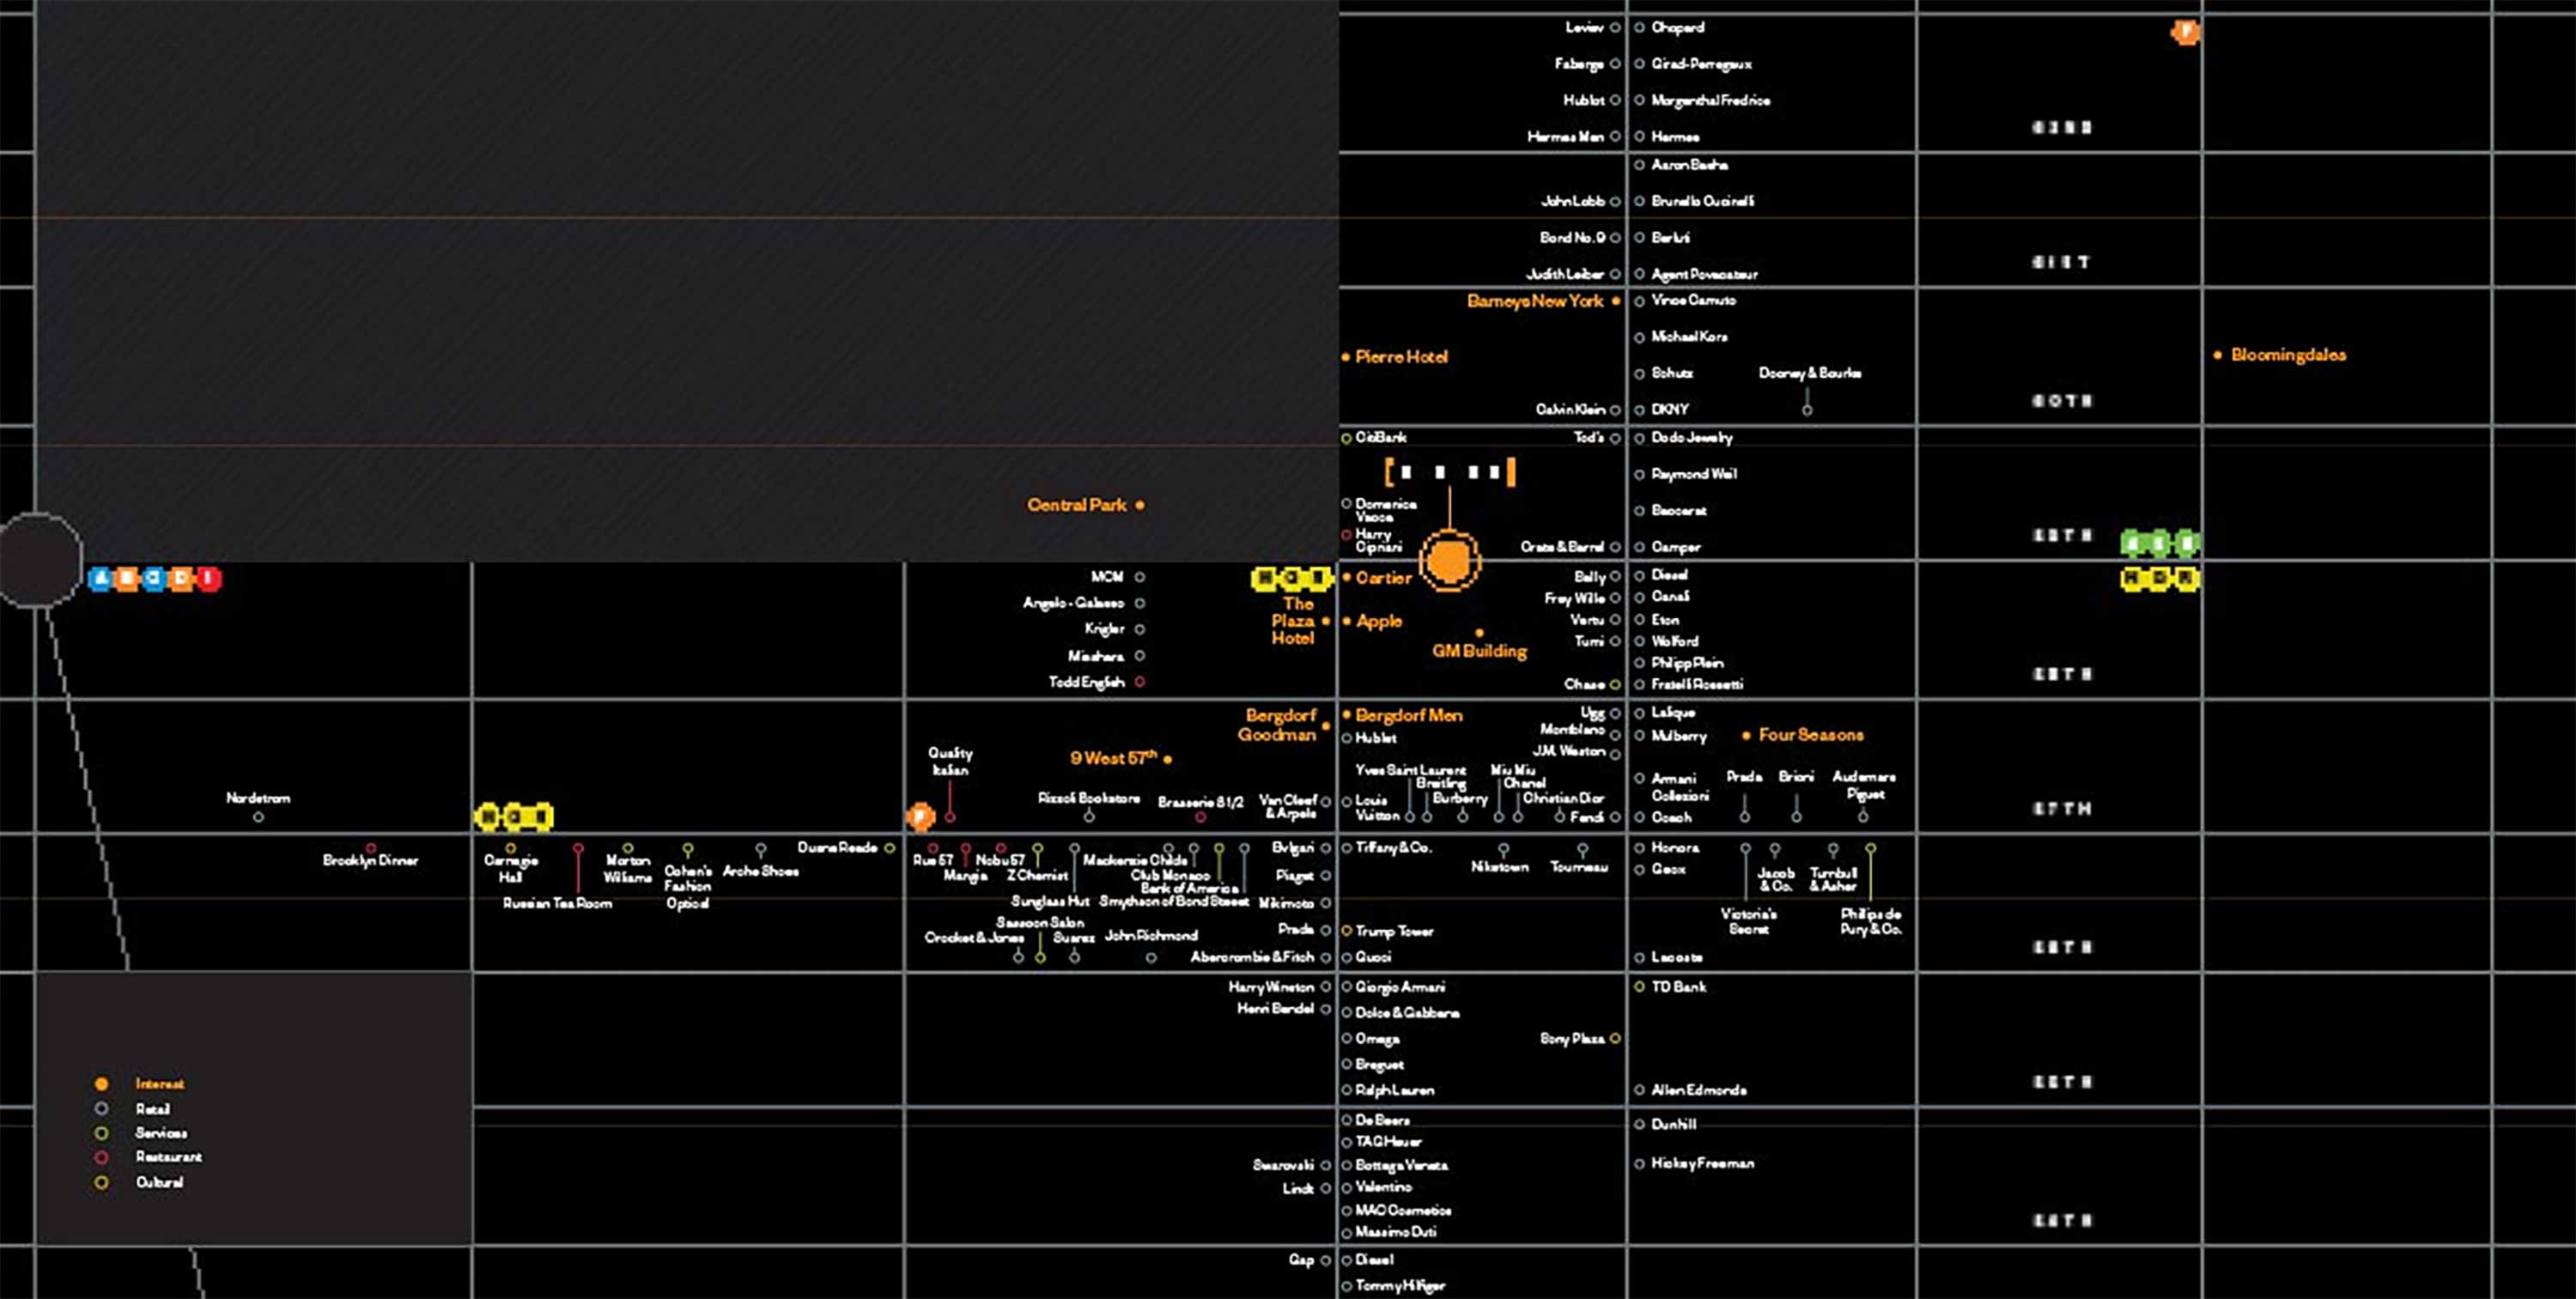 Leviev
Chopard
F
Faberge
Girad-Perregaux
Hublot
Morgenthal Fredrics
Hermes Men
Hermes
Aaron Basha
John Lobb
Brunello Cucinelli
Bond No. 9
Berluti
61ST
Judith Leiber
Agent Povacateur
Barneys New York
Vince Camuto
Michael Kors
Pierre Hotel
Bloomingdales
Schutz
Dooney & Bourke
60TH
Calvin Klein
DKNY
CitiBank
Tod's
Dodo Jewelry
Raymond Weil
Central Park
Domenico
Vacca
Baccarat
Harry
Cipriani
Crate & Barrel
Camper
MCM
Cartier
Bally
Diesel
Angelo - Galasso
The
Plaza
Hotel
Frey Wille
Canali
Krigler
Apple
Vertu
Eton
Tumi
Wolford
GM Building
Misahara
Philipp Plein
Todd English
Chase
Fratelli Rossetti
Bergdorf
Goodman
Bergdorf Men
Ugg
Lalique
Hublot
Montblanc
Mulberry
Four Seasons
Quality
Italian
9 West 57th
J.M. Weston
Yves Saint Laurent
Miu Miu
Armani
Collezioni
Prada
Brioni
Audemars
Piguet
Breitling
Chanel
Nordstrom
Rizzoli Bookstore
Brasserie 8 1/2
Van Cleef
& Arpels
Louis
Vuitton
Burberry
Christian Dior
Fendi
Coach
57TH
Brooklyn Dinner
Carnegie
Hall
Russian Tea Room
Morton
Williams
Cohen's
Fashion
Optical
Arche Shoes
Duane Reade
Rue 57
Mangia
Nobu 57
Z Chemist
Sunglass Hut
Mackenzie Childs
Club Monaco
Bank of America
Smythson of Bond Street
Bvlgari
Piaget
Mikimoto
Tiffany & Co.
Niketown
Tourneau
Honora
Geox
Victoria's
Secret
Jacob
& Co.
Turnbull
& Asher
Philips de
Pury & Co.
Sassoon Salon
Crocket & Jones
Suarez
John Richmond
Prada
Trump Tower
Abercrombie & Fitch
Gucci
Lacoste
Harry Winston
Giorgio Armani
TD Bank
Henri Bendel
Dolce & Gabbana
Omega
Sony Plaza
Breguet
Ralph Lauren
Allen Edmonds
Interest
Retail
Services
Restaurant
Cultural
De Beers
Dunhill
TAG Heuer
Swarovski
Bottega Veneta
Hickey Freeman
Lindt
Valentino
MAC Cosmetics
Massimo Duti
Gap
Diesel
Tommy Hilfiger